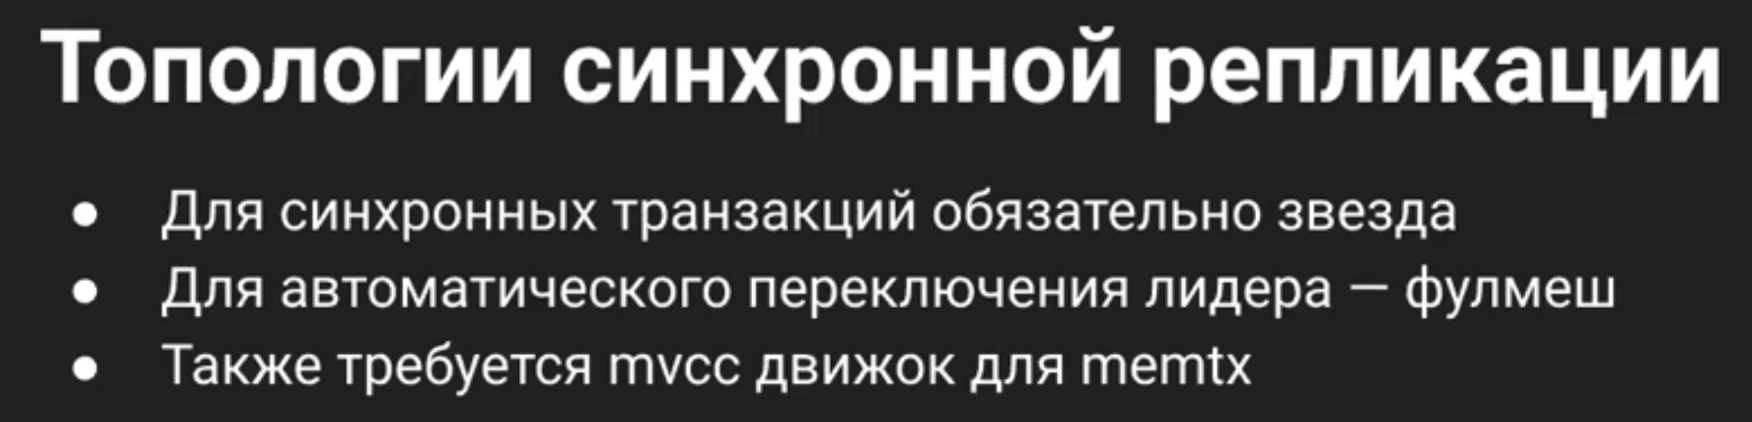 Топологии синхронной репликации
● Для синхронных транзакций обязательно звезда
● Для автоматического переключения лидера — фулмеш
● Также требуется mvcc движок для memtx